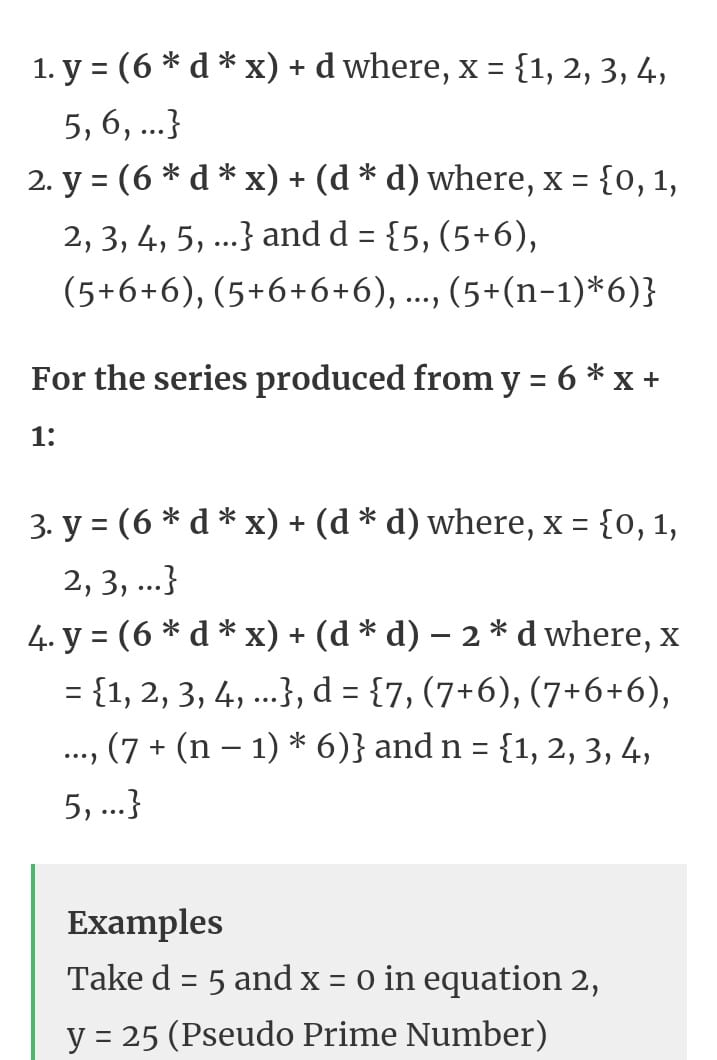 1. y = (6 * d * x) + d where, x = {1, 2, 3, 4,
5, 6, ...}
2. y = (6 * d * x) + (d * d) where, x = {0, 1,
2, 3, 4, 5, ...} and d = {5, (5+6),
(5+6+6), (5+6+6+6), ..., (5+(n-1)*6)}
For the series produced from y = 6 * x +
1:
3. y = (6 * d * x) + (d * d) where, x = {0, 1,
2, 3, ...}
4. y = (6 * d * x) + (d * d) – 2 * d where, x
= {1, 2, 3, 4, ...}, d = {7, (7+6), (7+6+6),
..., (7 + (n – 1) * 6)} and n = {1, 2, 3, 4,
5, ...}
Examples
Take d = 5 and x = 0 in equation 2,
y = 25 (Pseudo Prime Number)